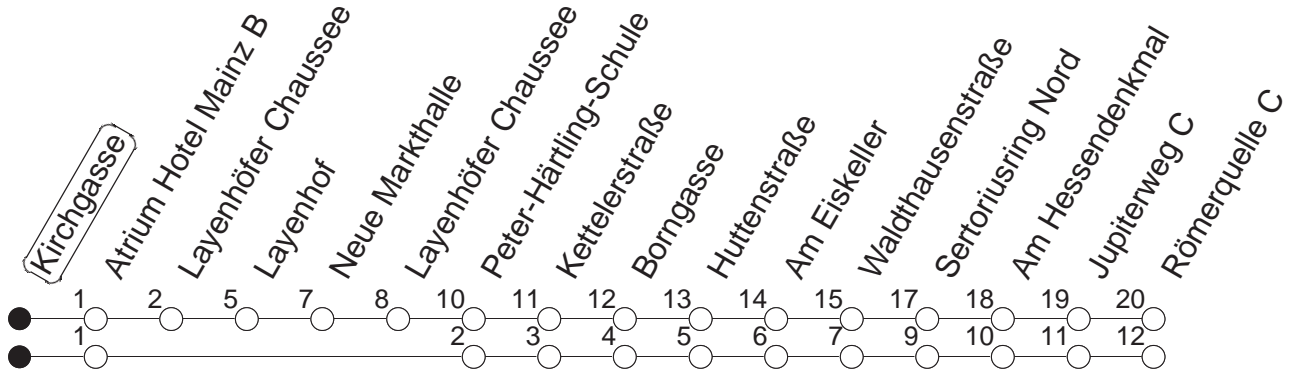 Kirchgasse
Atrium Hotel Mainz B
Layenhöfer Chaussee
Layenhof
Neue Markthalle
Layenhöfer Chaussee
Peter-Härtling-Schule
Kettelerstraße
Borngasse
Huttenstraße
Am Eiskeller
Waldthausenstraße
Sertoriusring Nord
Am Hessendenkmal
Jupiterweg C
Römerquelle C
1 2 5 7 8 10 11 12 13 14 15 17 18 19 20
1 2 3 4 5 6 7 9 10 11 12